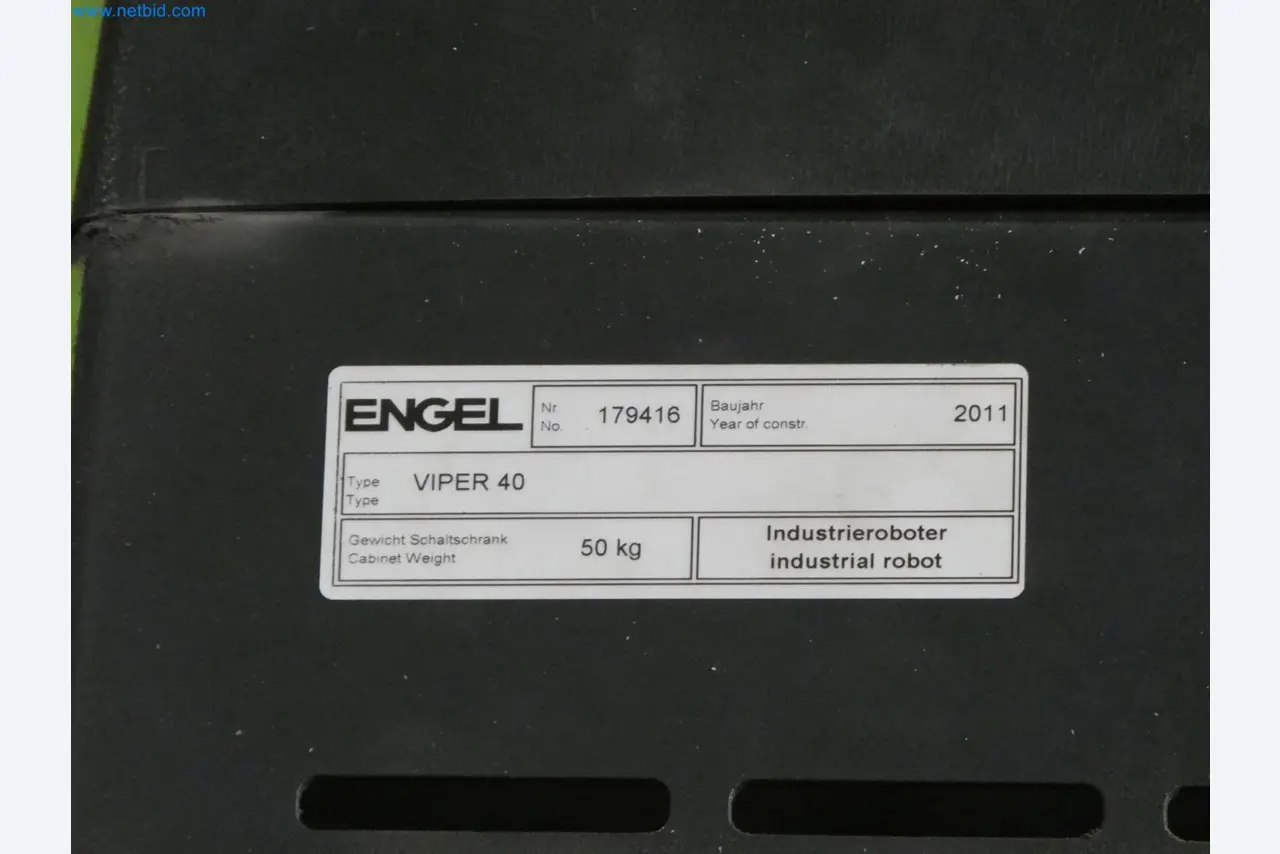 www.netbid.com
ENGEL
Nr.
No.
179416
Baujahr
Year of constr.
2011
Type
Type
VIPER 40
Gewicht Schaltschrank
Cabinet Weight
50 kg
Industrieroboter
industrial robot